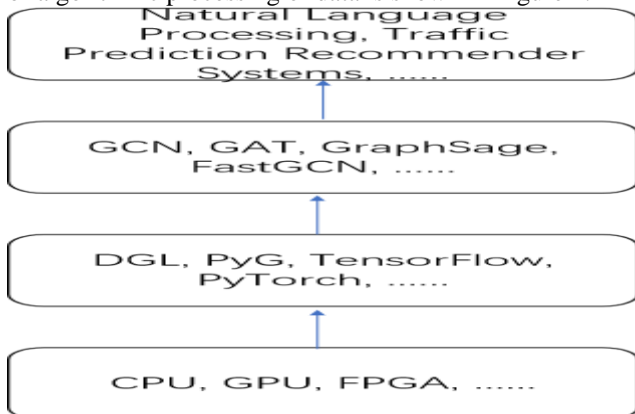 Natural Language
Processing, Traffic
Prediction Recommender
Systems, ......
GCN, GAT, GraphSage,
FastGCN, ......
DGL, PyG, TensorFlow,
PyTorch, ......
CPU, GPU, FPGA, ......